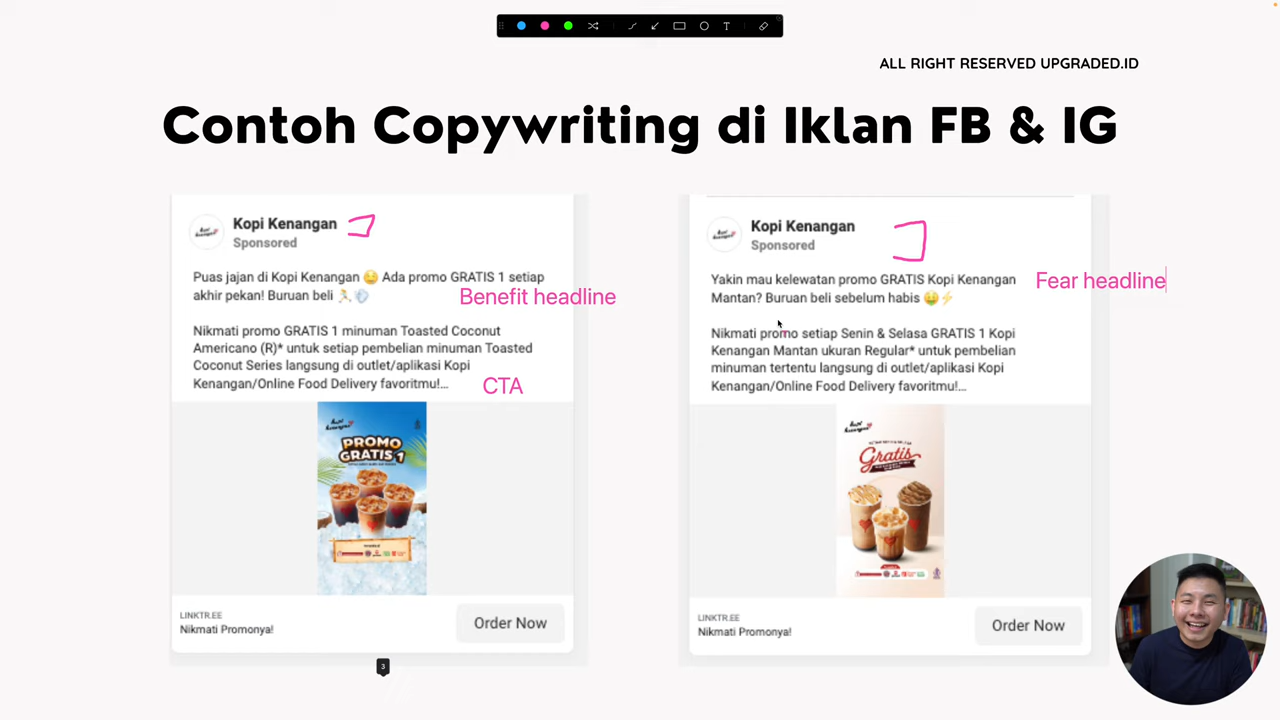 ALL RIGHT RESERVED UPGRADED.ID
Contoh Copywriting di Iklan FB & IG
Kopi Kenangan
Sponsored
Puas jajan di Kopi Kenangan 🤤 Ada promo GRATIS 1 setiap
akhir pekan! Buruan beli 🏃💨
Benefit headline
Nikmati promo GRATIS 1 minuman Toasted Coconut
Americano (R)* untuk setiap pembelian minuman Toasted
Coconut Series langsung di outlet/aplikasi Kopi
Kenangan/Online Food Delivery favoritmu!...
CTA
kopi kenangan
PROMO
GRATIS 1
LINKTR.EE
Nikmati Promonya!
Order Now
Kopi Kenangan
Sponsored
Yakin mau kelewatan promo GRATIS Kopi Kenangan
Mantan? Buruan beli sebelum habis 🤑⚡
Fear headline
Nikmati promo setiap Senin & Selasa GRATIS 1 Kopi
Kenangan Mantan ukuran Regular* untuk pembelian
minuman tertentu langsung di outlet/aplikasi Kopi
Kenangan/Online Food Delivery favoritmu!...
kopi kenangan
Gratis
LINKTR.EE
Nikmati Promonya!
Order Now
3